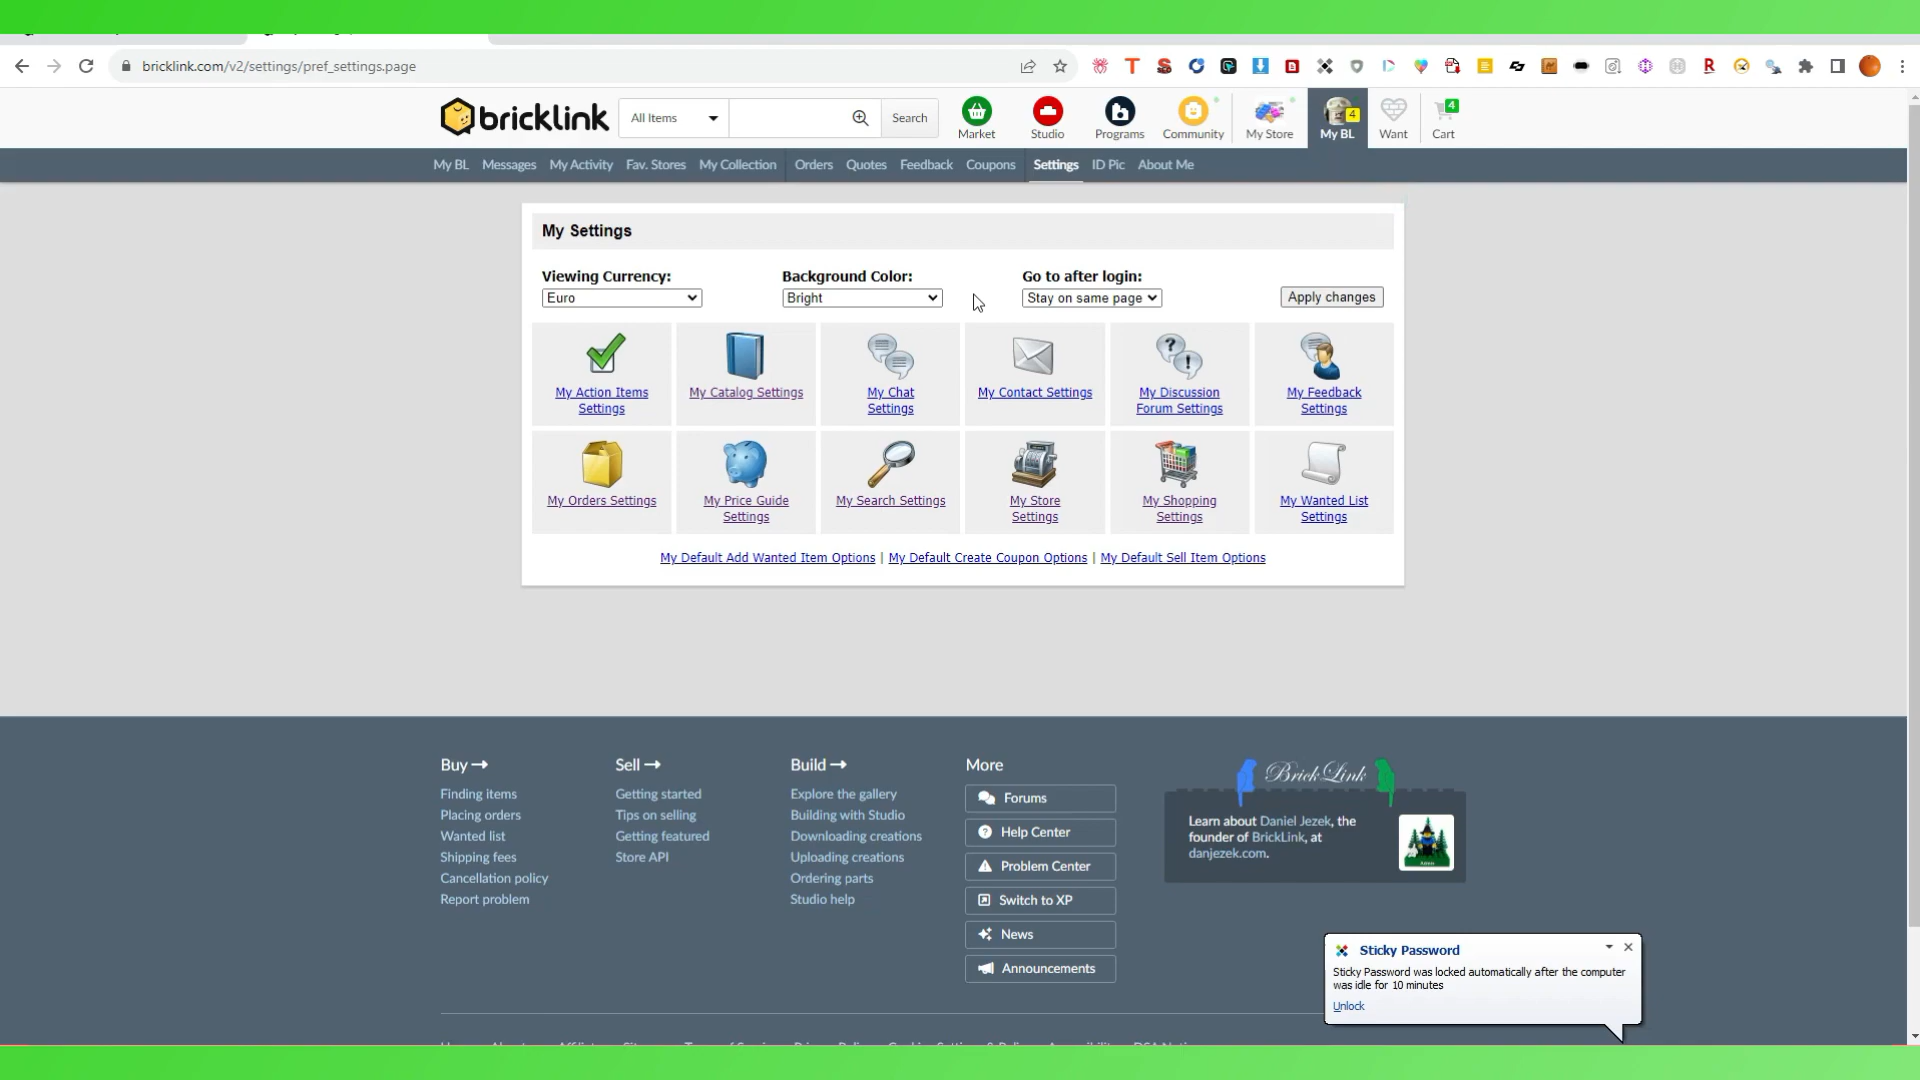 bricklink.com/v2/settings/pref_settings.page
bricklink
All Items
Search
Market
Studio
Programs
Community
My Store
My BL
4
Want
Cart
4
My BL Messages My Activity Fav. Stores My Collection Orders Quotes Feedback Coupons Settings ID Pic About Me
My Settings
Viewing Currency: Background Color: Go to after login:
Euro Bright Stay on same page Apply changes
My Action Items
Settings
My Catalog Settings
My Chat
Settings
My Contact Settings
My Discussion
Forum Settings
My Feedback
Settings
My Orders Settings
My Price Guide
Settings
My Search Settings
My Store
Settings
My Shopping
Settings
My Wanted List
Settings
My Default Add Wanted Item Options | My Default Create Coupon Options | My Default Sell Item Options
Buy →
Finding items
Placing orders
Wanted list
Shipping fees
Cancellation policy
Report problem
Sell →
Getting started
Tips on selling
Getting featured
Store API
Build →
Explore the gallery
Building with Studio
Downloading creations
Uploading creations
Ordering parts
Studio help
More
Forums
Help Center
Problem Center
Switch to XP
News
Announcements
BrickLink
Learn about Daniel Jezek, the
founder of BrickLink, at
danjezek.com.
Sticky Password
Sticky Password was locked automatically after the computer
was idle for 10 minutes
Unlock